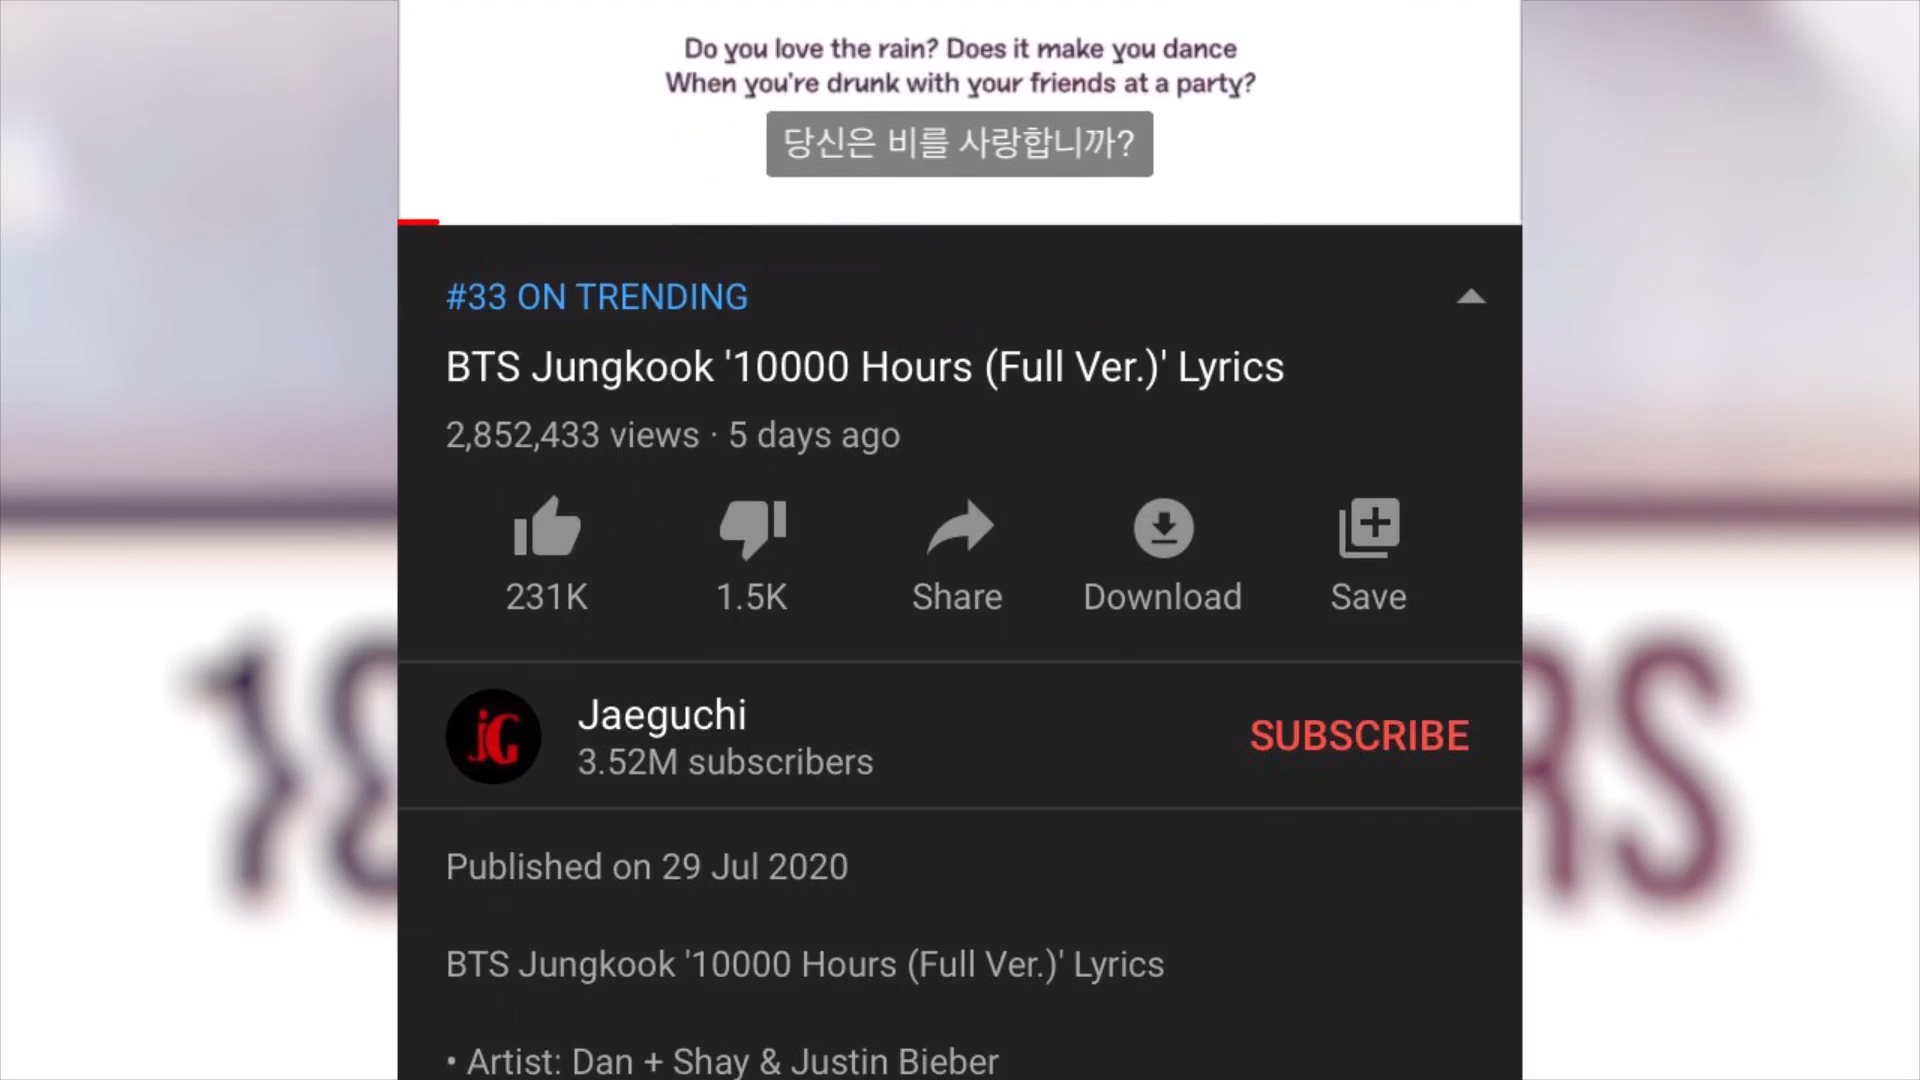 Do you love the rain? Does it make you dance
When you're drunk with your friends at a party?
당신은 비를 사랑합니까?
#33 ON TRENDING
BTS Jungkook '10000 Hours (Full Ver.)' Lyrics
2,852,433 views · 5 days ago
231K 1.5K Share Download Save
jG
Jaeguchi
3.52M subscribers
SUBSCRIBE
Published on 29 Jul 2020
BTS Jungkook '10000 Hours (Full Ver.)' Lyrics
• Artist: Dan + Shay & Justin Bieber